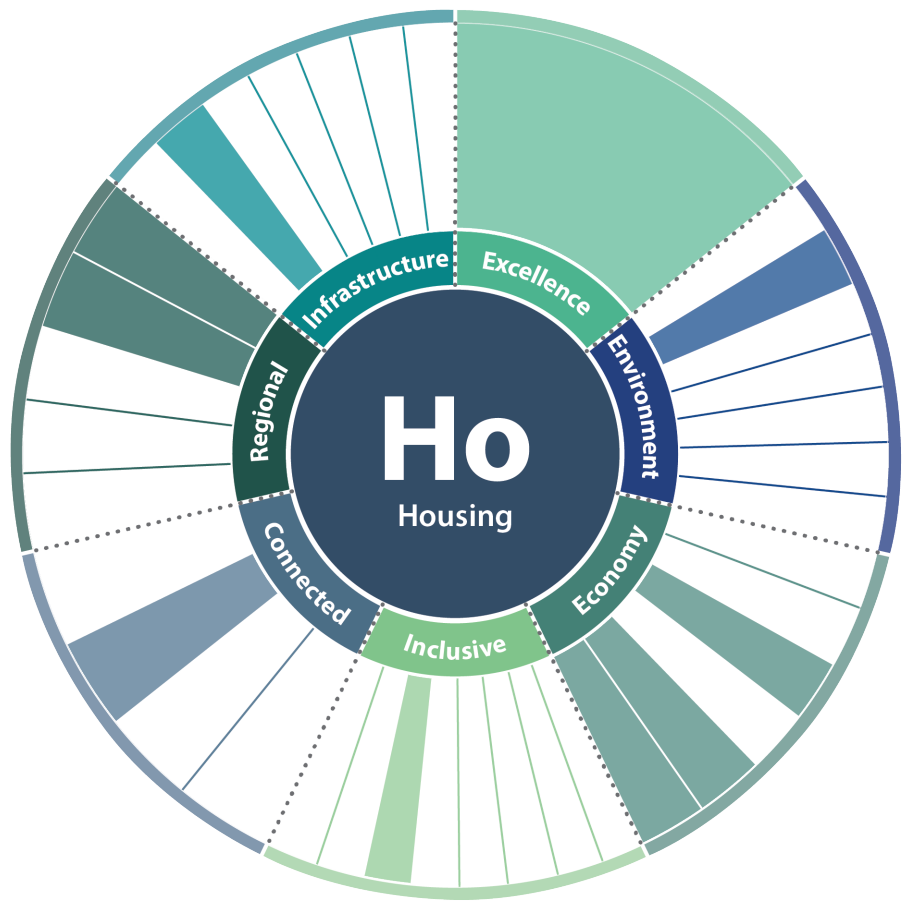 Ho
Housing
Excellence
Environment
Economy
Inclusive
Connected
Regional
Infrastructure